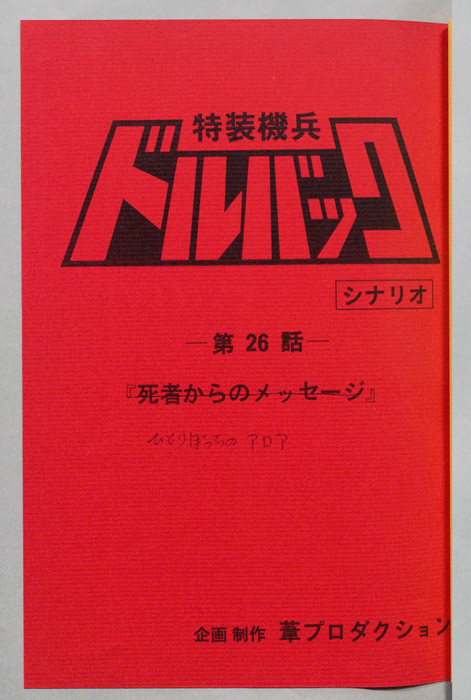 特装機兵
ドルバック
シナリオ
―第 26 話―
『死者からのメッセージ』
ひとりぼっちの アロア
企画 制作 葦プロダクション